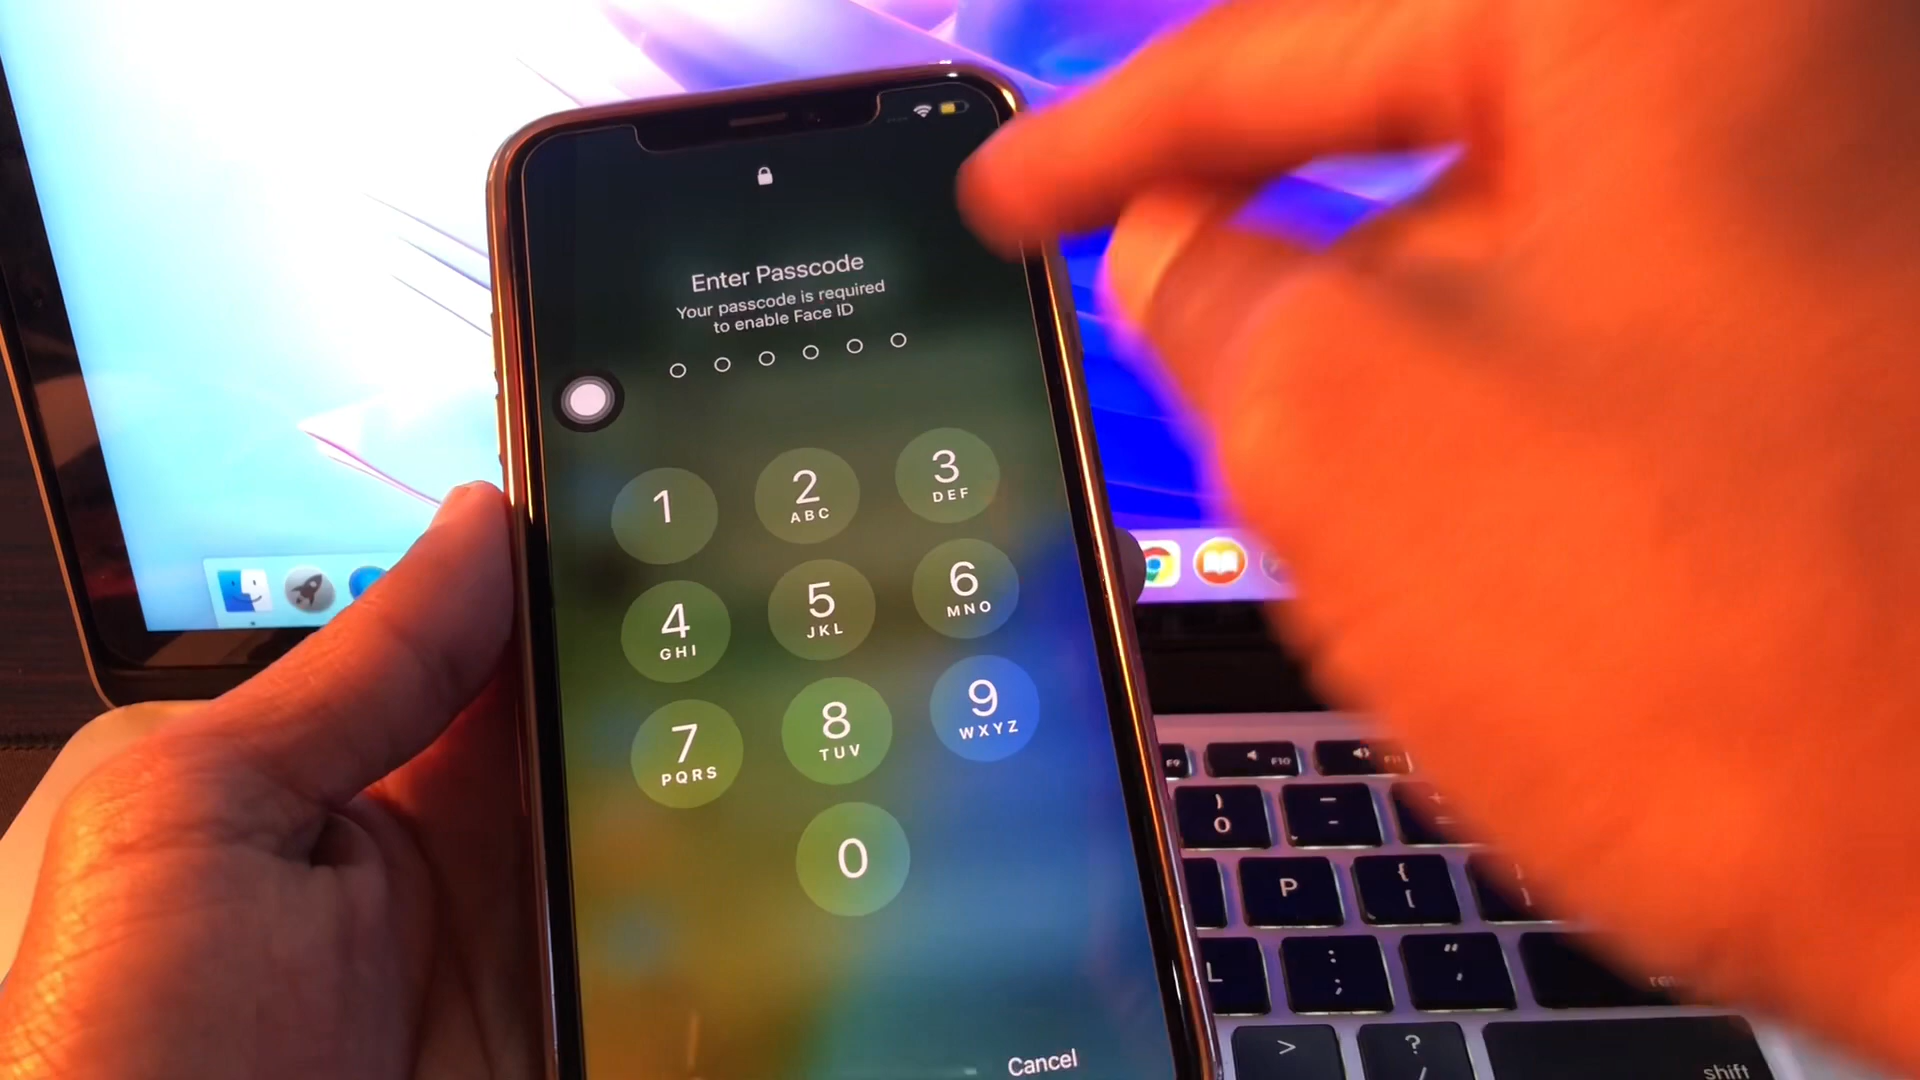 Enter Passcode
Your passcode is required
to enable Face ID
1
2
ABC
3
DEF
4
GHI
5
JKL
6
MNO
7
PQRS
8
TUV
9
WXYZ
0
Cancel
F9
F10
)
0
–
-
P
{
[
L
:
;
"
'
>
?
/
shift